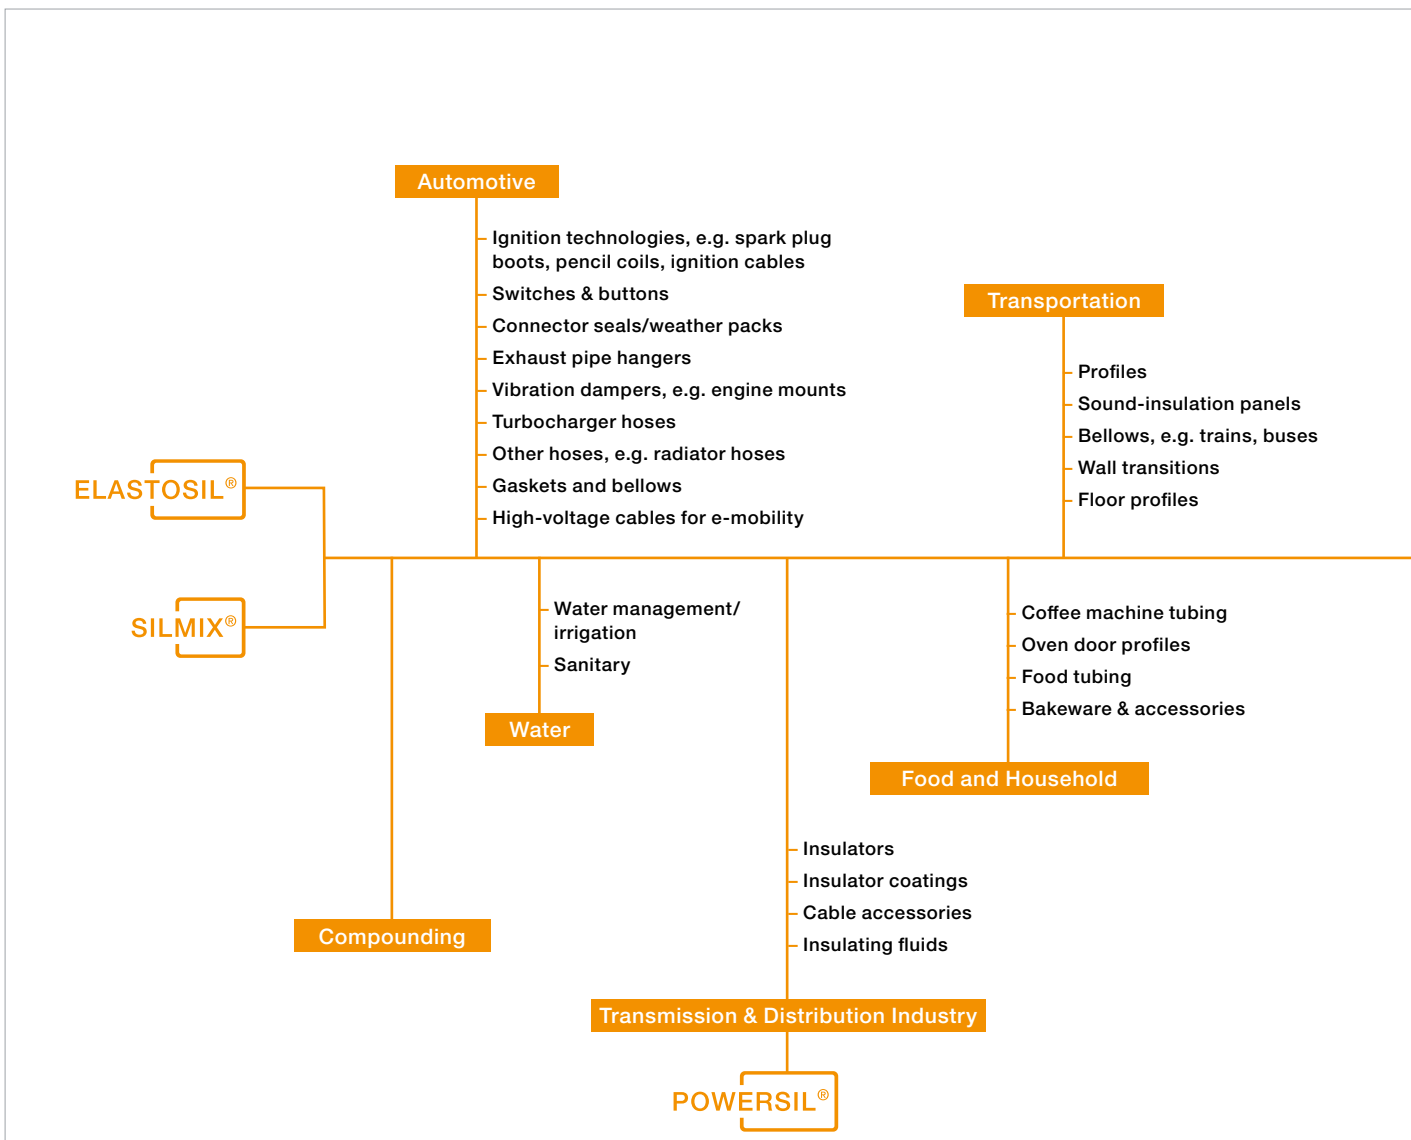 Automotive
Ignition technologies, e.g. spark plug
boots, pencil coils, ignition cables
Switches & buttons
Connector seals/weather packs
Exhaust pipe hangers
Vibration dampers, e.g. engine mounts
Turbocharger hoses
Other hoses, e.g. radiator hoses
Gaskets and bellows
High-voltage cables for e-mobility
Transportation
Profiles
Sound-insulation panels
Bellows, e.g. trains, buses
Wall transitions
Floor profiles
ELASTOSIL®
SILMIX®
Water management/
irrigation
Sanitary
Water
Coffee machine tubing
Oven door profiles
Food tubing
Bakeware & accessories
Food and Household
Compounding
Insulators
Insulator coatings
Cable accessories
Insulating fluids
Transmission & Distribution Industry
POWERSIL®